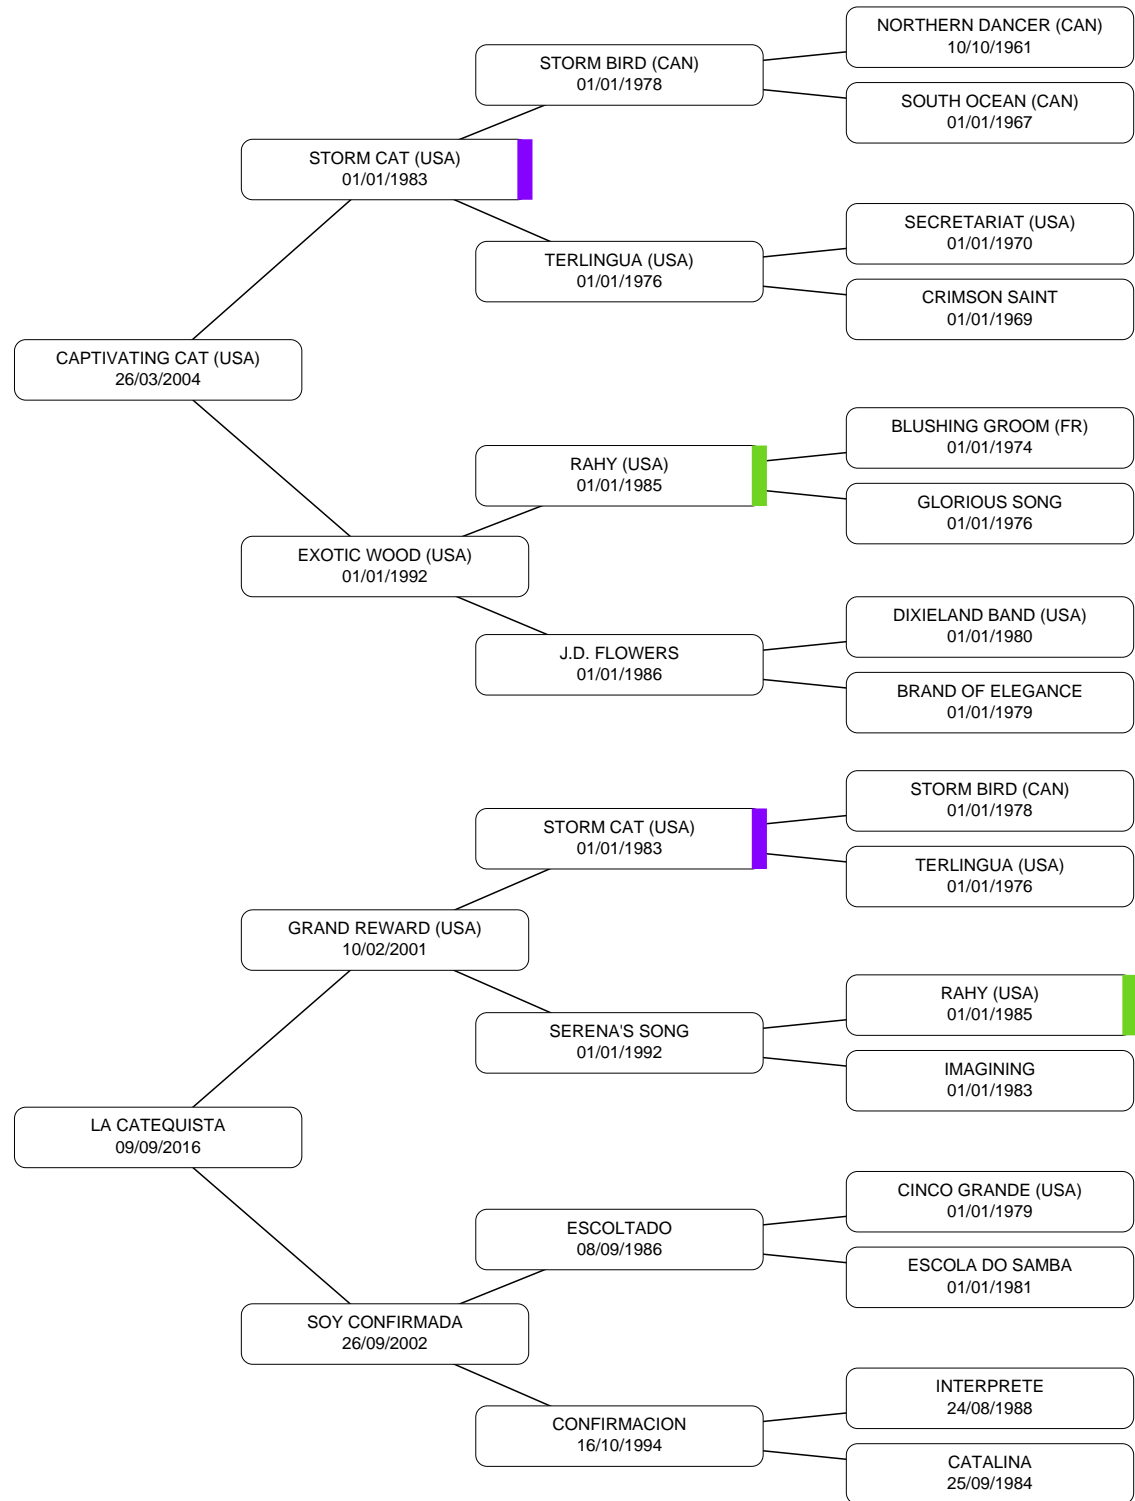 NORTHERN DANCER (CAN)
10/10/1961
STORM BIRD (CAN)
01/01/1978
SOUTH OCEAN (CAN)
01/01/1967
STORM CAT (USA)
01/01/1983
SECRETARIAT (USA)
01/01/1970
TERLINGUA (USA)
01/01/1976
CRIMSON SAINT
01/01/1969
CAPTIVATING CAT (USA)
26/03/2004
BLUSHING GROOM (FR)
01/01/1974
RAHY (USA)
01/01/1985
GLORIOUS SONG
01/01/1976
EXOTIC WOOD (USA)
01/01/1992
DIXIELAND BAND (USA)
01/01/1980
J.D. FLOWERS
01/01/1986
BRAND OF ELEGANCE
01/01/1979
STORM BIRD (CAN)
01/01/1978
STORM CAT (USA)
01/01/1983
TERLINGUA (USA)
01/01/1976
GRAND REWARD (USA)
10/02/2001
RAHY (USA)
01/01/1985
SERENA'S SONG
01/01/1992
IMAGINING
01/01/1983
LA CATEQUISTA
09/09/2016
CINCO GRANDE (USA)
01/01/1979
ESCOLTADO
08/09/1986
ESCOLA DO SAMBA
01/01/1981
SOY CONFIRMADA
26/09/2002
INTERPRETE
24/08/1988
CONFIRMACION
16/10/1994
CATALINA
25/09/1984